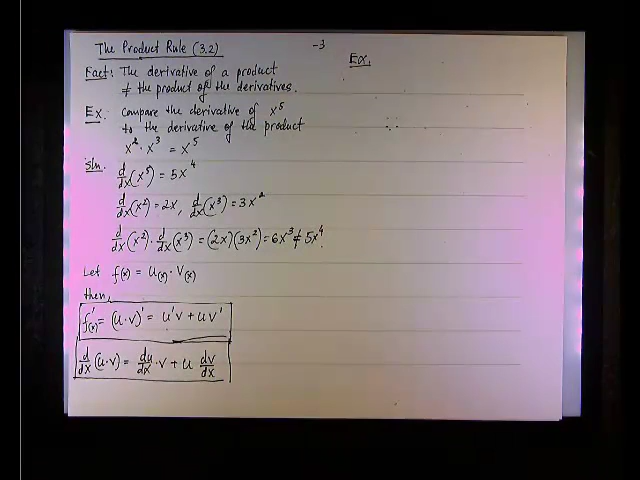 The Product Rule (3.2)
-3
Fact: The derivative of a product
≠ the product of the derivatives.
Ex: Compare the derivative of x^5
to the derivative of the product
x^2 · x^3 = x^5
Sln. d/dx(x^5) = 5x^4
d/dx(x^2) = 2x, d/dx(x^3) = 3x^2
d/dx(x^2) · d/dx(x^3) = (2x)(3x^2) = 6x^3 ≠ 5x^4
Let f(x) = u(x) · v(x)
then,
f'(x) = (u·v)' = u'v + uv'
d/dx(u·v) = du/dx · v + u dv/dx
Ex.